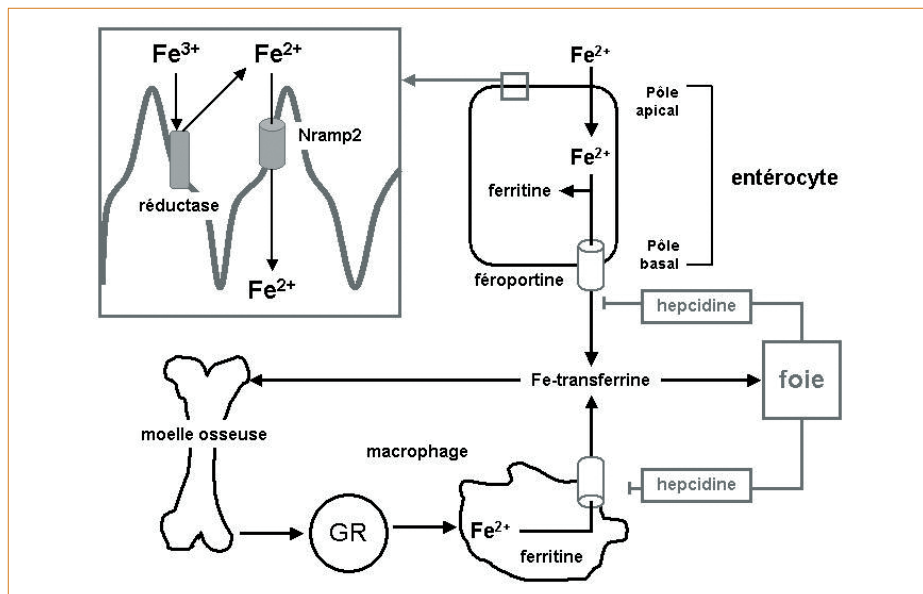 Fe3+
Fe2+
Nramp2
réductase
Fe2+
Fe2+
Pôle
apical
Fe2+
ferritine
entérocyte
Pôle
basal
féroportine
hepcidine
Fe-transferrine
foie
moelle osseuse
macrophage
hepcidine
GR
Fe2+
ferritine